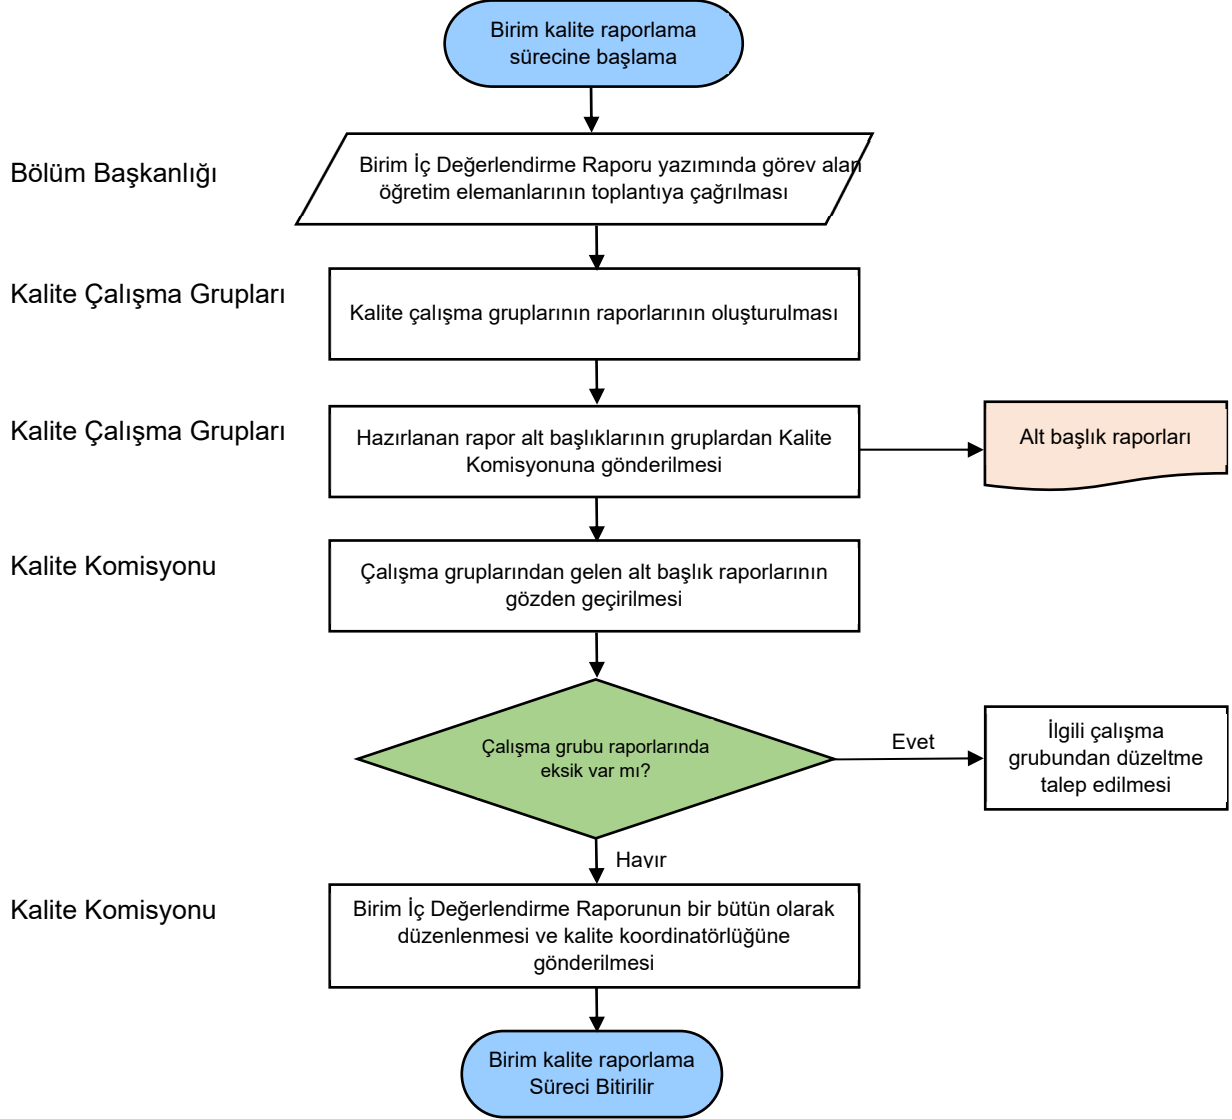 Birim kalite raporlama
sürecine başlama
Bölüm Başkanlığı
Birim İç Değerlendirme Raporu yazımında görev alan
öğretim elemanlarının toplantıya çağrılması
Kalite Çalışma Grupları
Kalite çalışma gruplarının raporlarının oluşturulması
Kalite Çalışma Grupları
Hazırlanan rapor alt başlıklarının gruplardan Kalite
Komisyonuna gönderilmesi
Alt başlık raporları
Kalite Komisyonu
Çalışma gruplarından gelen alt başlık raporlarının
gözden geçirilmesi
Çalışma grubu raporlarında
eksik var mı?
Evet
İlgili çalışma
grubundan düzeltme
talep edilmesi
Hayır
Kalite Komisyonu
Birim İç Değerlendirme Raporunun bir bütün olarak
düzenlenmesi ve kalite koordinatörlüğüne
gönderilmesi
Birim kalite raporlama
Süreci Bitirilir